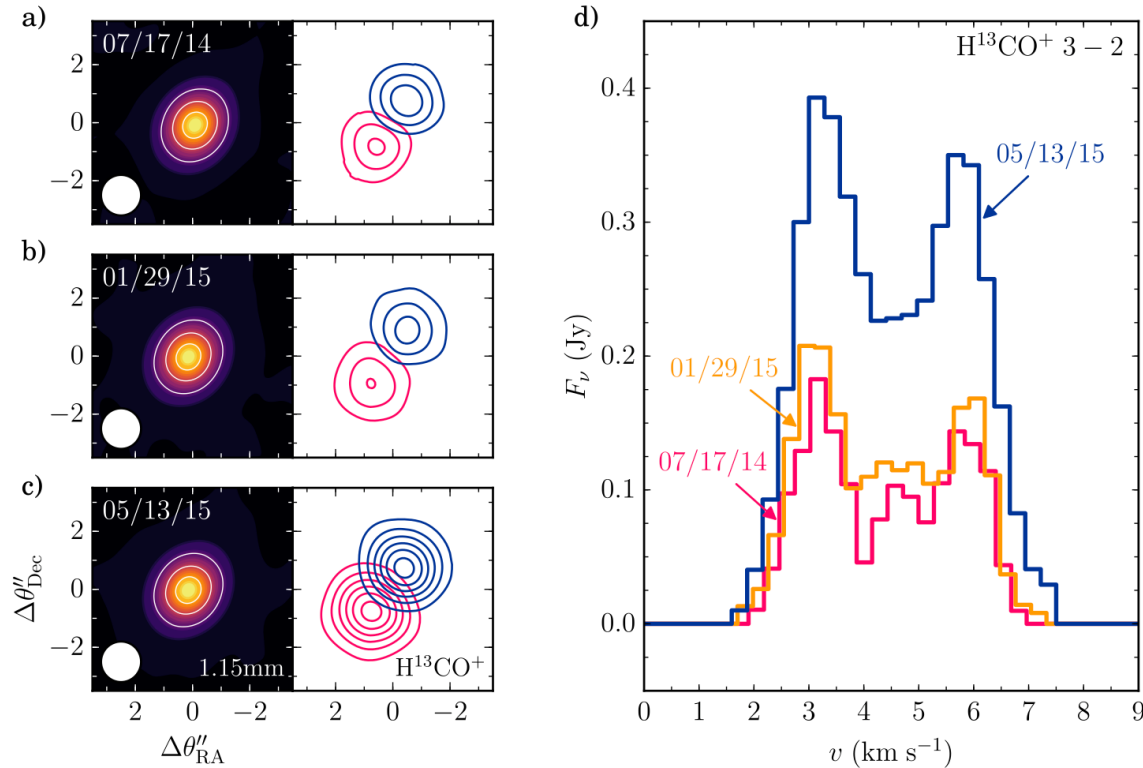 a)
07/17/14
2
0
−2
b)
01/29/15
2
0
−2
c)
05/13/15
2
0
−2
1.15mm
H¹³CO⁺
2 0 −2 2 0 −2
Δθ″Dec
Δθ″RA
d)
H¹³CO⁺ 3 − 2
0.4
0.3
0.2
0.1
0.0
05/13/15
01/29/15
07/17/14
Fν (Jy)
0 1 2 3 4 5 6 7 8 9
v (km s⁻¹)